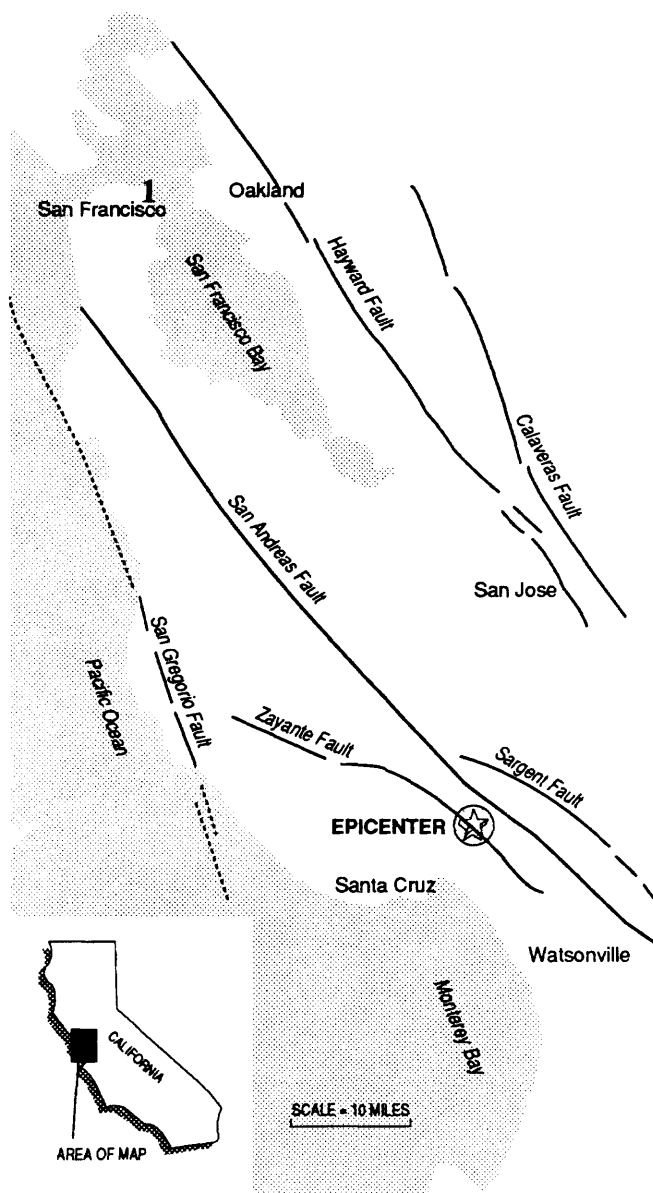 1
San Francisco
Oakland
San Francisco Bay
Hayward Fault
Calaveras Fault
San Andreas Fault
San Jose
San Gregorio Fault
Pacific Ocean
Zayante Fault
Sargent Fault
EPICENTER
Santa Cruz
Watsonville
Monterey Bay
CALIFORNIA
SCALE = 10 MILES
AREA OF MAP